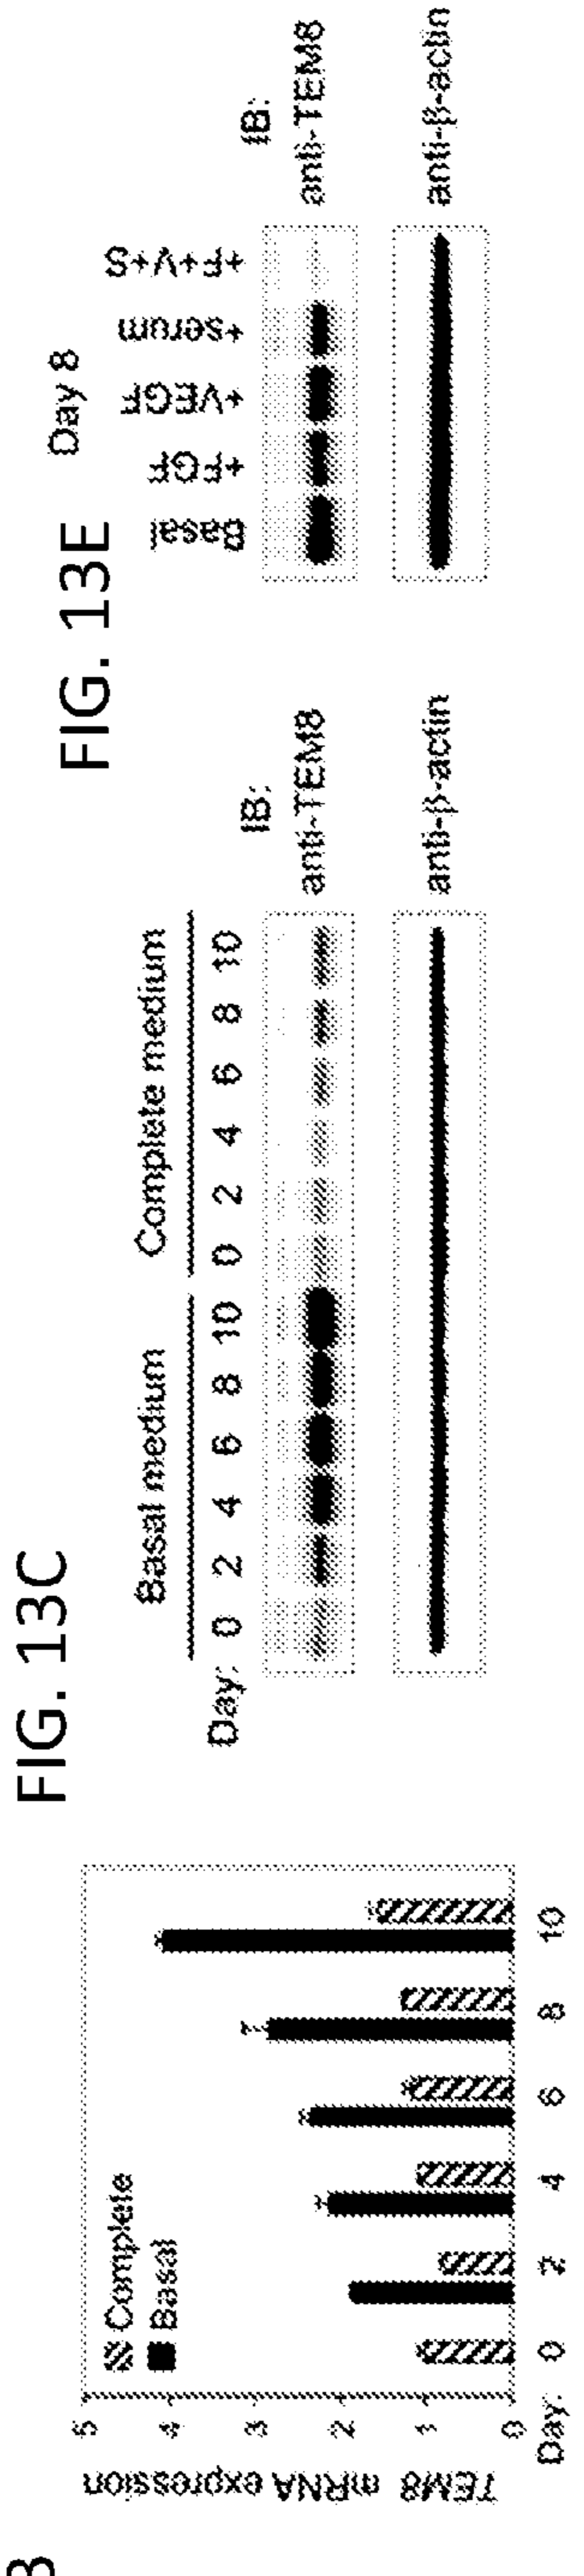 TEM8 mRNA expression
5
4
3
2
1
0
Complete
Basal
Day: 0 2 4 6 8 10
FIG. 13C
Basal medium Complete medium
Day: 0 2 4 6 8 10 0 2 4 6 8 10
IB:
anti-TEM8
anti-β-actin
FIG. 13E
Day 8
Basal +FGF +VEGF +serum +F+V+S
IB:
anti-TEM8
anti-β-actin